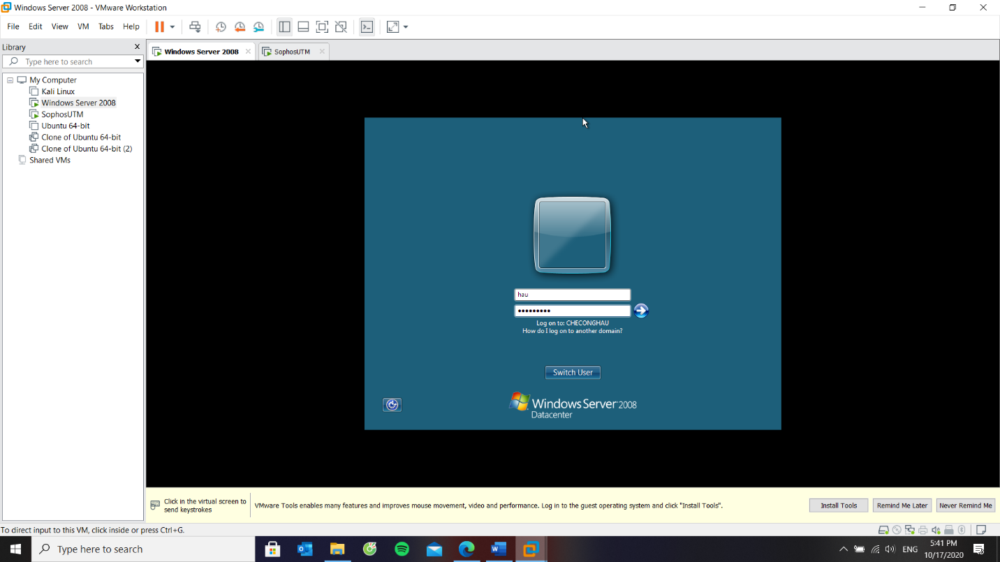 Windows Server 2008 - VMware Workstation
File Edit View VM Tabs Help
Library
Type here to search
My Computer
Kali Linux
Windows Server 2008
SophosUTM
Ubuntu 64-bit
Clone of Ubuntu 64-bit
Clone of Ubuntu 64-bit (2)
Shared VMs
Windows Server 2008 SophosUTM
hau
Log on to: CHECONGHAU
How do I log on to another domain?
Switch User
Windows Server 2008
Datacenter
Click in the virtual screen to
send keystrokes
VMware Tools enables many features and improves mouse movement, video and performance. Log in to the guest operating system and click "Install Tools".
Install Tools Remind Me Later Never Remind Me
To direct input to this VM, click inside or press Ctrl+G.
Type here to search
ENG
5:41 PM
10/17/2020